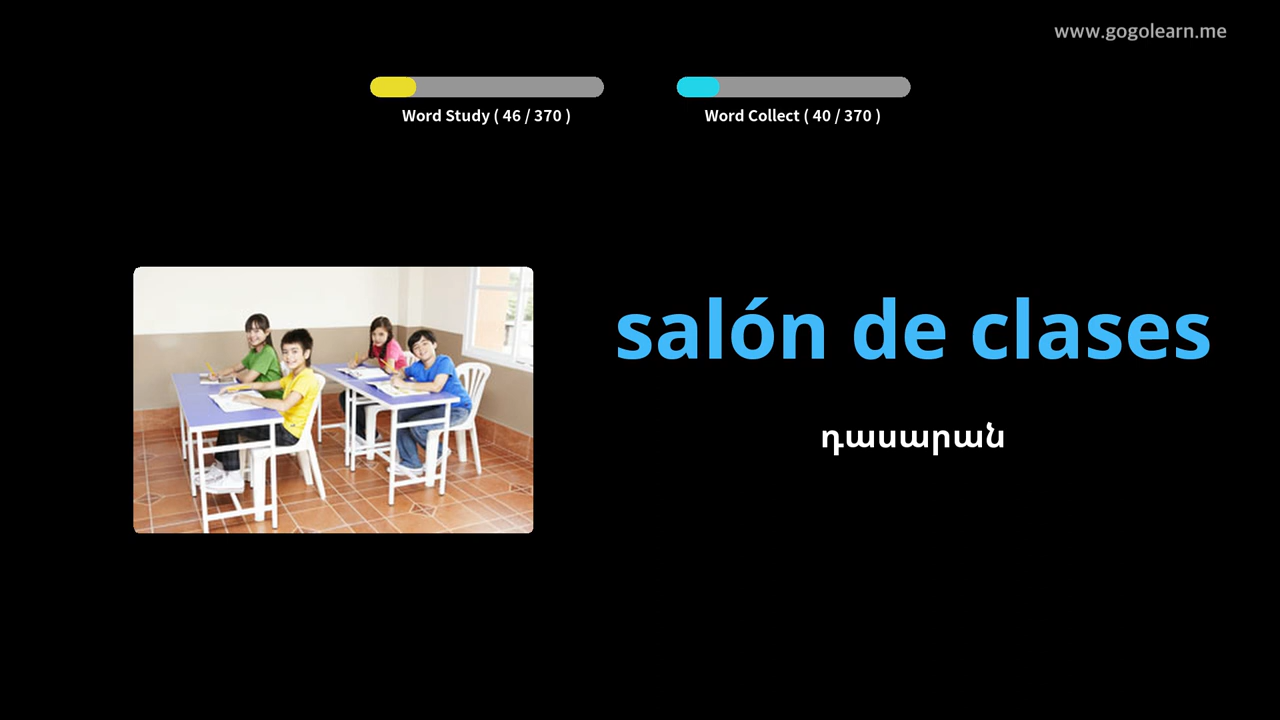 www.gogolearn.me
Word Study ( 46 / 370 )
Word Collect ( 40 / 370 )
salón de clases
դասարան